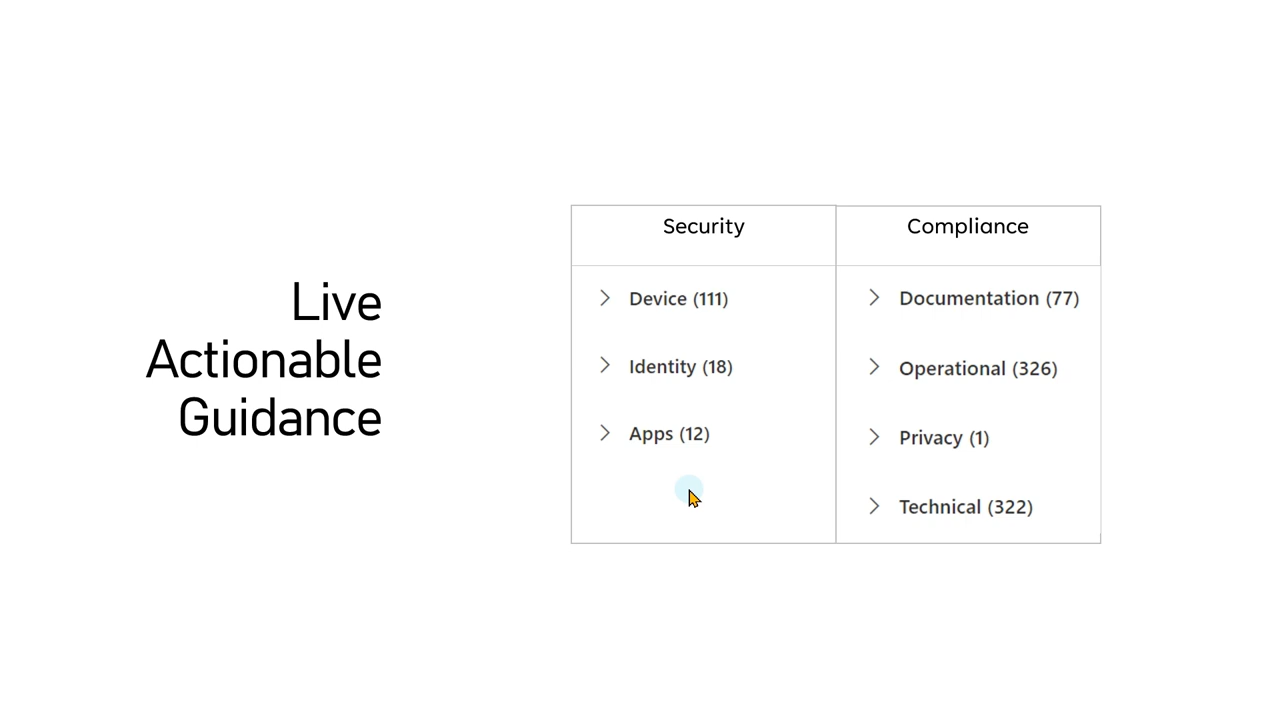 Live
Actionable
Guidance
Security
Device (111)
Identity (18)
Apps (12)
Compliance
Documentation (77)
Operational (326)
Privacy (1)
Technical (322)